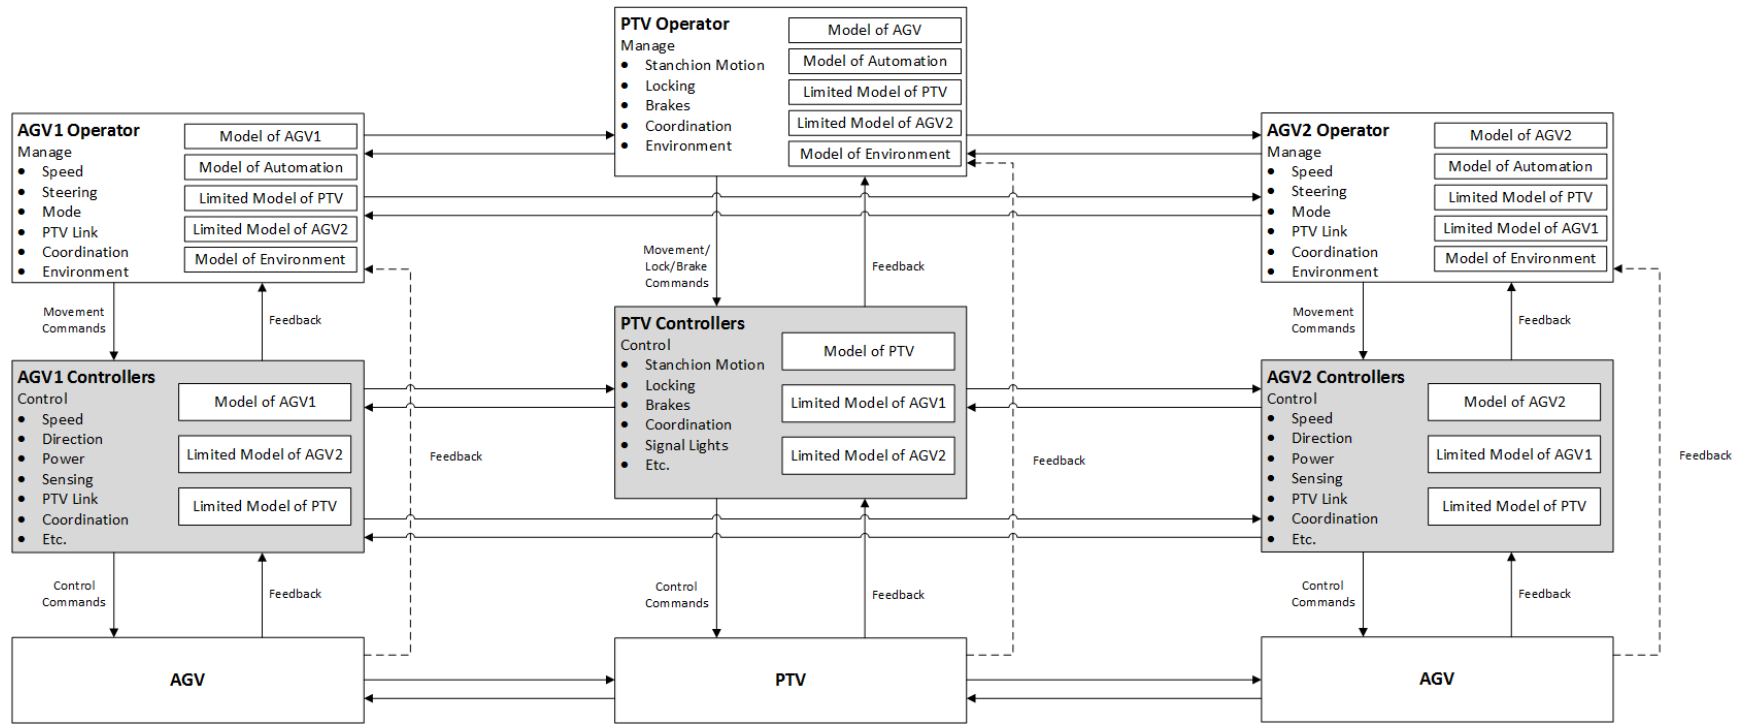 PTV Operator
Manage
• Stanchion Motion
• Locking
• Brakes
• Coordination
• Environment
Model of AGV
Model of Automation
Limited Model of PTV
Limited Model of AGV2
Model of Environment
AGV1 Operator
Manage
• Speed
• Steering
• Mode
• PTV Link
• Coordination
• Environment
Model of AGV1
Model of Automation
Limited Model of PTV
Limited Model of AGV2
Model of Environment
AGV2 Operator
Manage
• Speed
• Steering
• Mode
• PTV Link
• Coordination
• Environment
Model of AGV2
Model of Automation
Limited Model of PTV
Limited Model of AGV1
Model of Environment
Movement
Commands
Feedback
Movement/
Lock/Brake
Commands
Feedback
Movement
Commands
Feedback
AGV1 Controllers
Control
• Speed
• Direction
• Power
• Sensing
• PTV Link
• Coordination
• Etc.
Model of AGV1
Limited Model of AGV2
Limited Model of PTV
Feedback
PTV Controllers
Control
• Stanchion Motion
• Locking
• Brakes
• Coordination
• Signal Lights
• Etc.
Model of PTV
Limited Model of AGV1
Limited Model of AGV2
Feedback
AGV2 Controllers
Control
• Speed
• Direction
• Power
• Sensing
• PTV Link
• Coordination
• Etc.
Model of AGV2
Limited Model of AGV1
Limited Model of PTV
Feedback
Control
Commands
Feedback
Control
Commands
Feedback
Control
Commands
Feedback
AGV
PTV
AGV